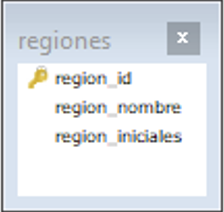 regiones x
region_id
region_nombre
region_iniciales